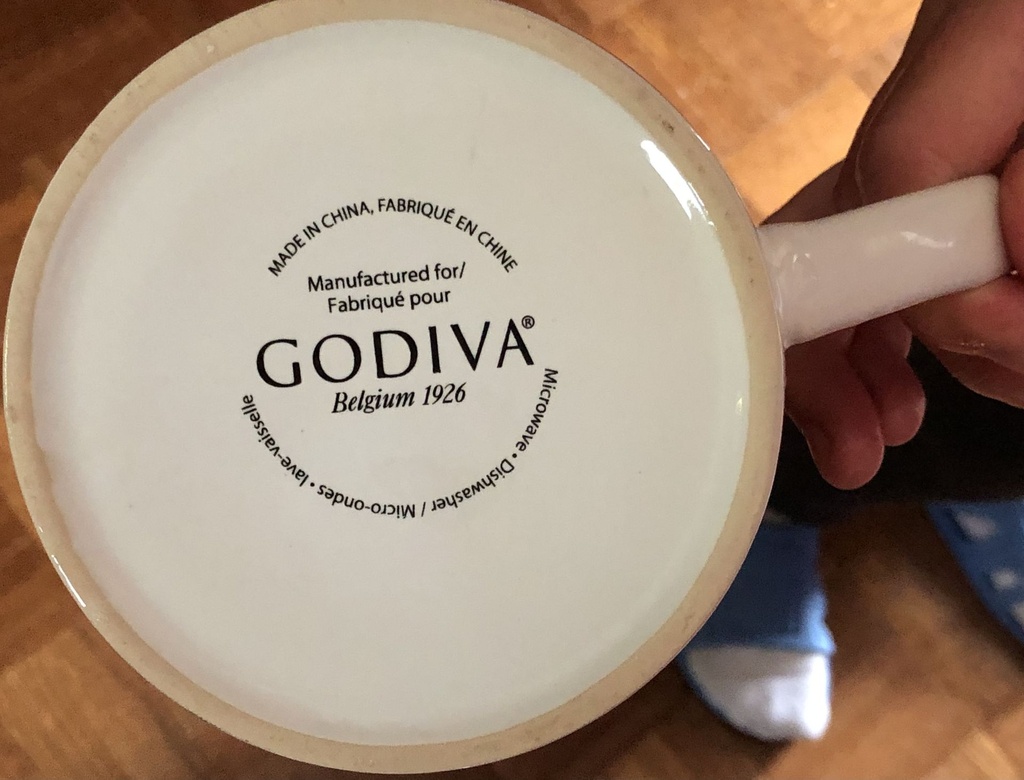 MADE IN CHINA, FABRIQUÉ EN CHINE
Manufactured for/
Fabriqué pour
GODIVA®
Belgium 1926
Microwave • Dishwasher / Micro-ondes • lave-vaisselle